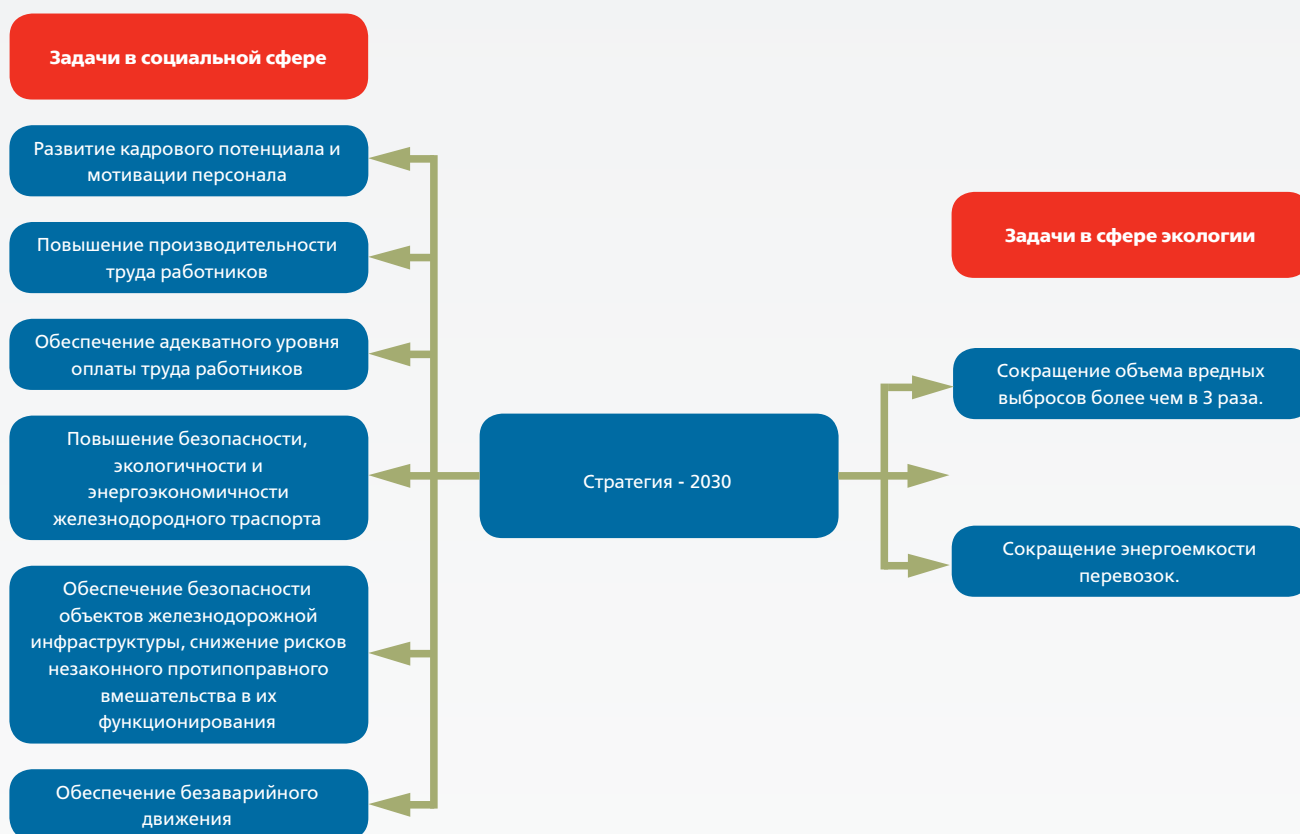 Задачи в социальной сфере
Развитие кадрового потенциала и
мотивации персонала
Повышение производительности
труда работников
Обеспечение адекватного уровня
оплаты труда работников
Повышение безопасности,
экологичности и
энергоэкономичности
железнодородного траспорта
Обеспечение безопасности
объектов железнодорожной
инфраструктуры, снижение рисков
незаконного протипоправного
вмешательства в их
функционирования
Обеспечение безаварийного
движения
Стратегия - 2030
Задачи в сфере экологии
Сокращение объема вредных
выбросов более чем в 3 раза.
Сокращение энергоемкости
перевозок.